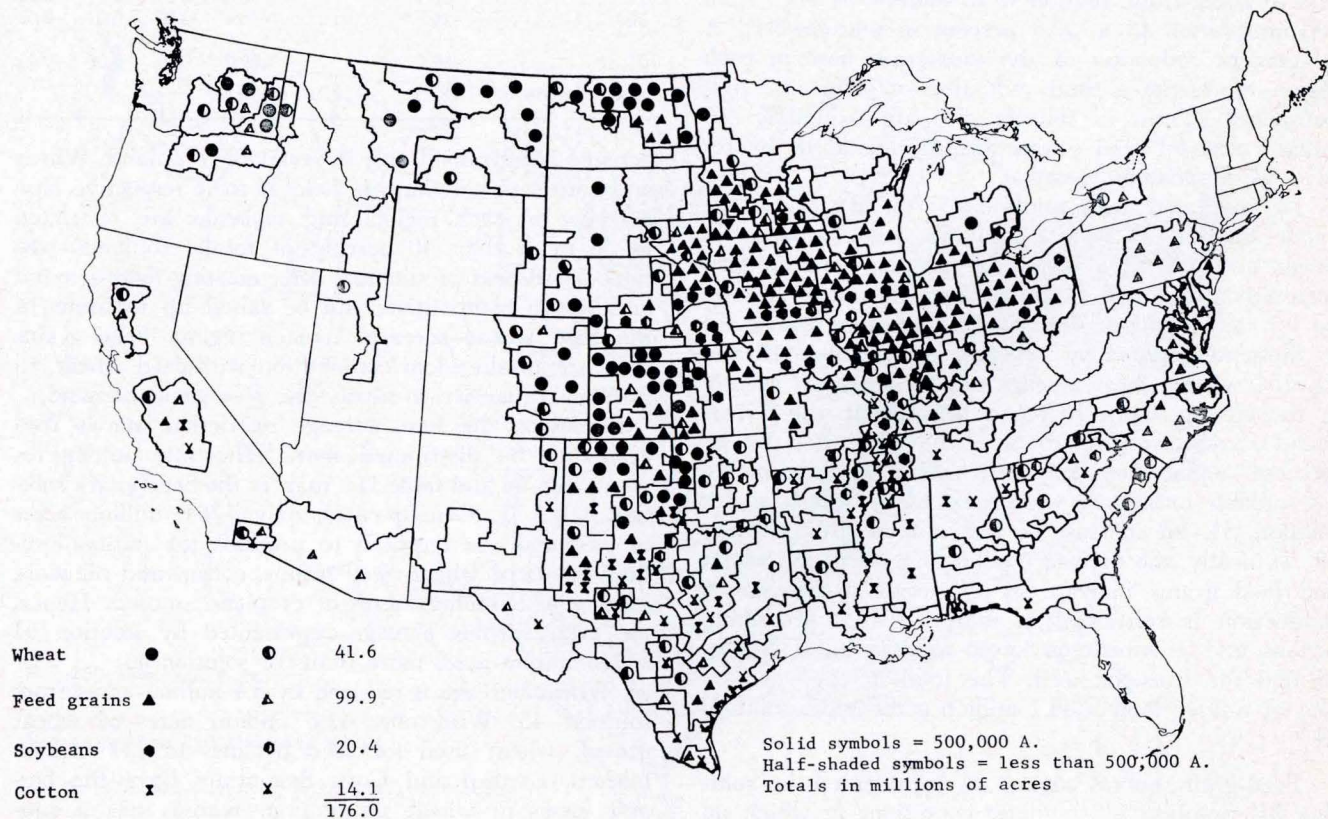 Wheat 41.6
Feed grains 99.9
Soybeans 20.4
Cotton 14.1
176.0
Solid symbols = 500,000 A.
Half-shaded symbols = less than 500,000 A.
Totals in millions of acres